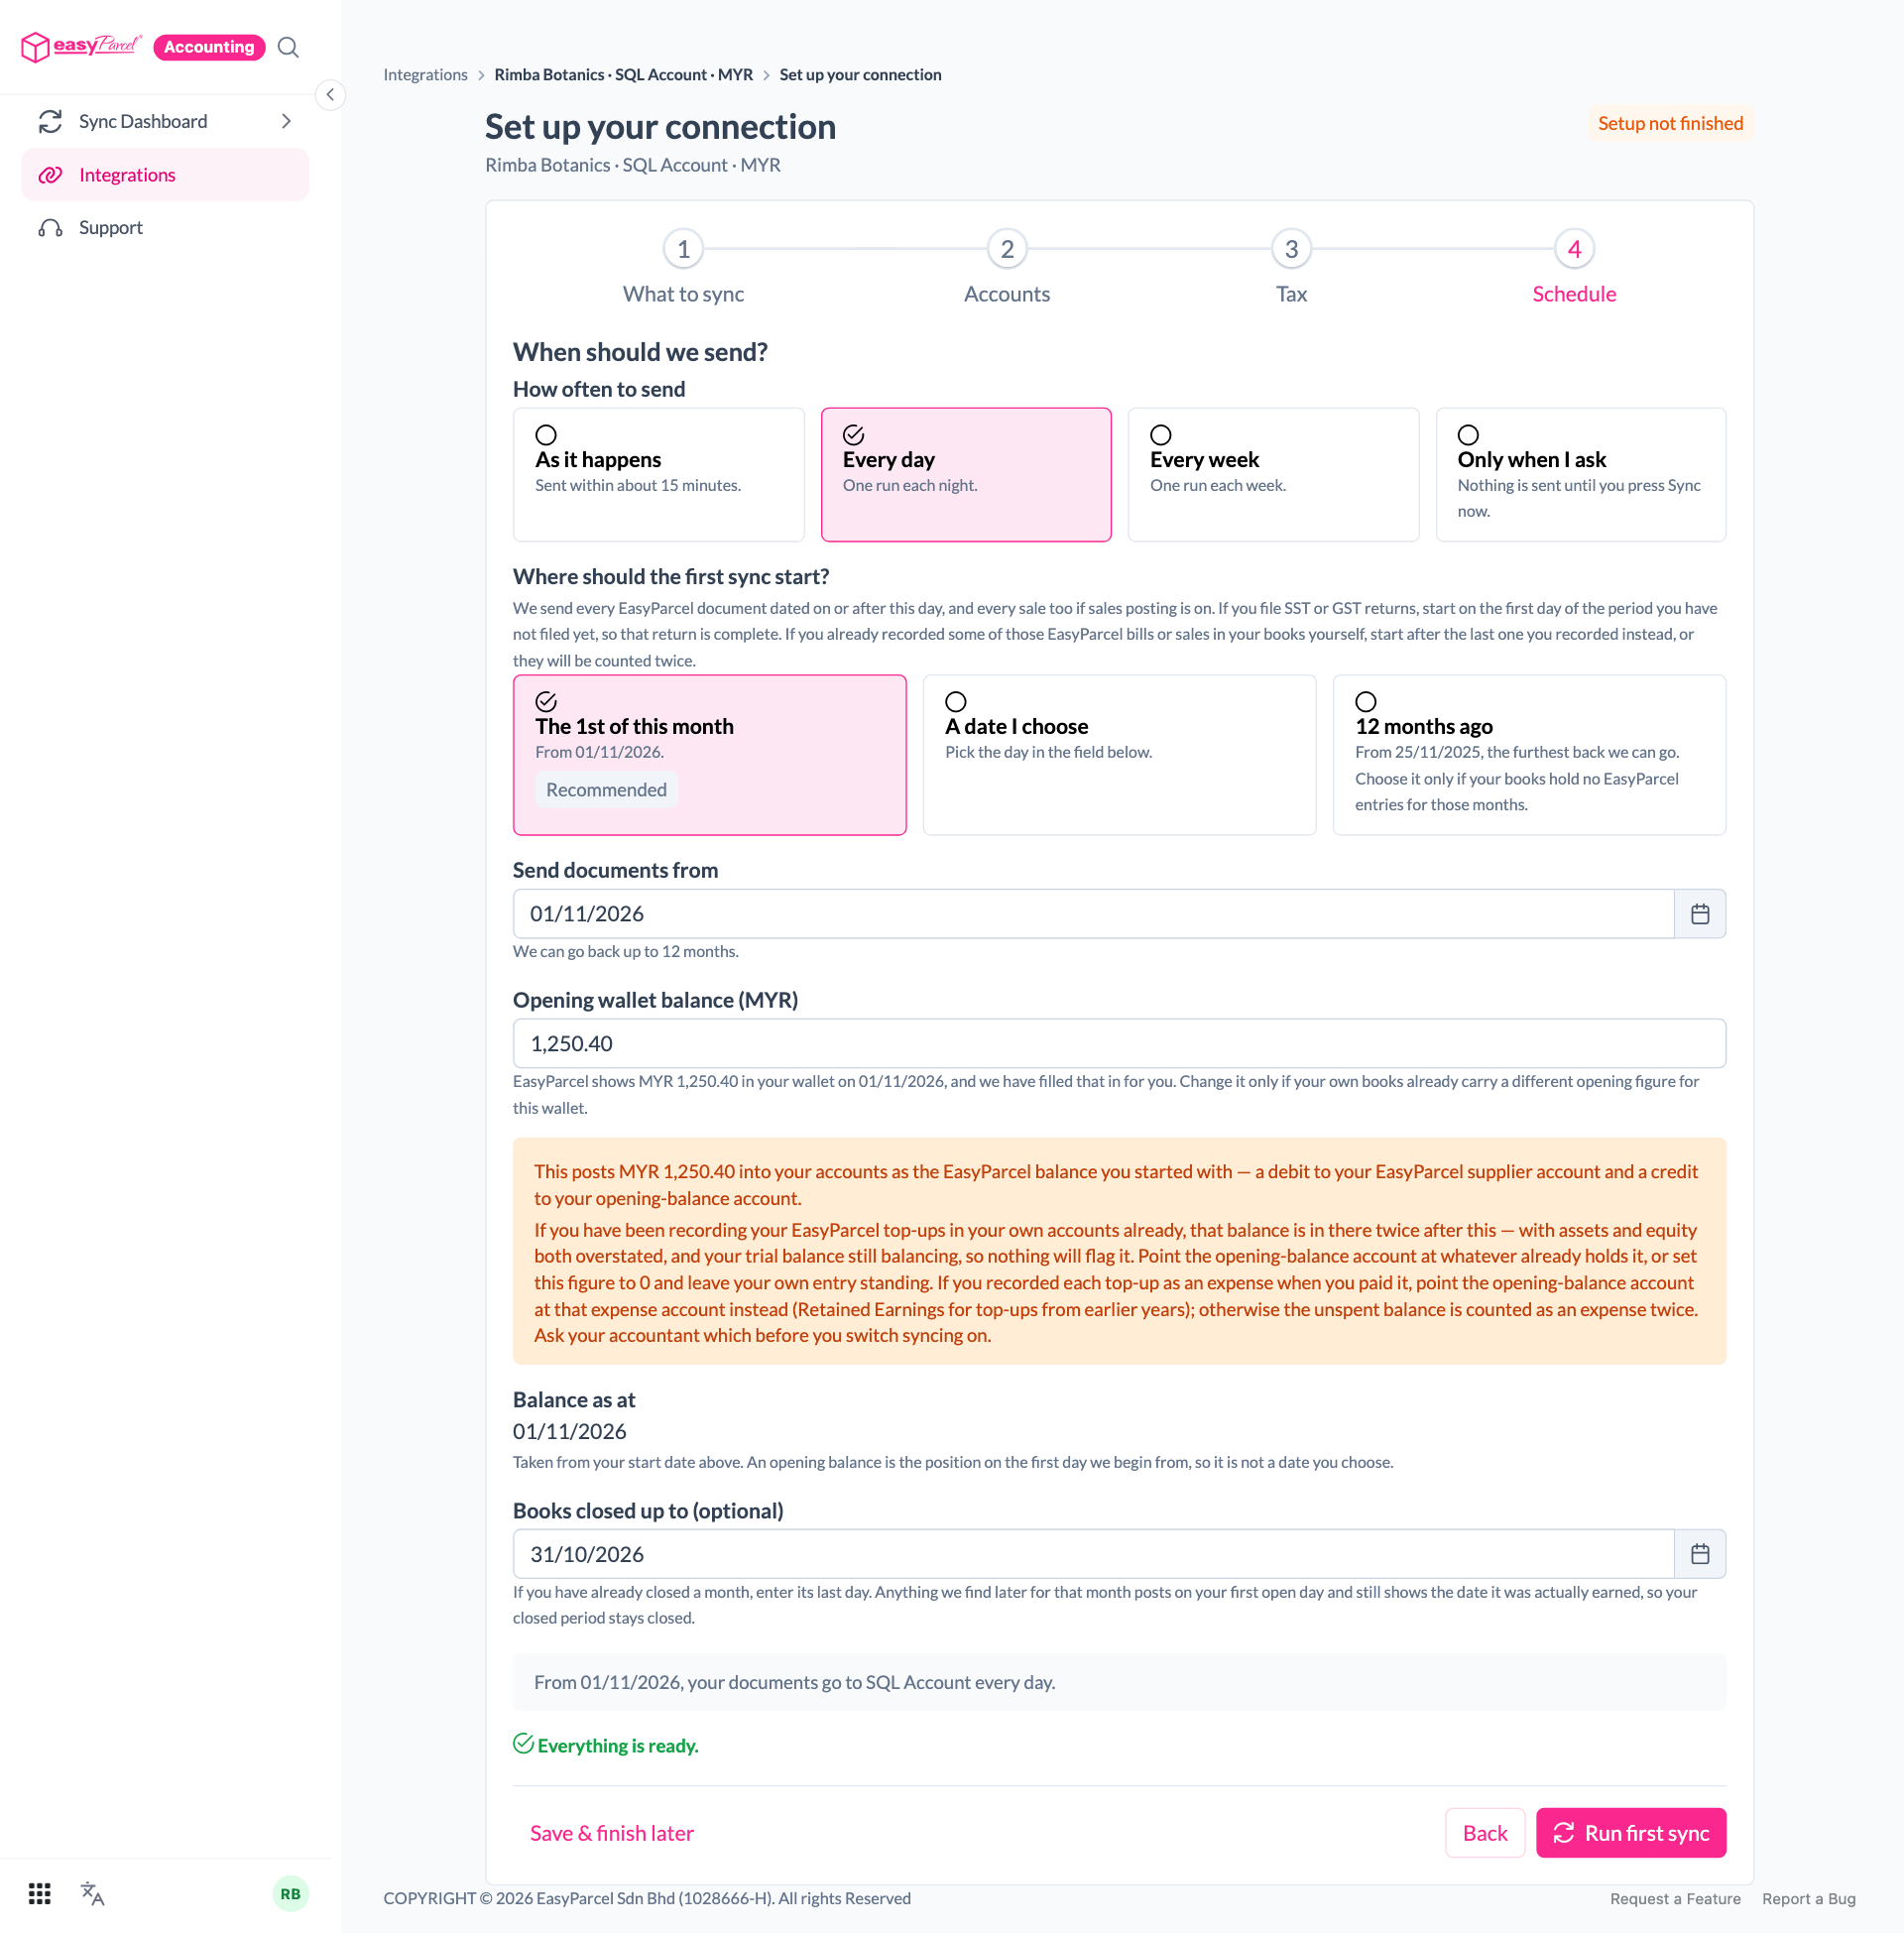 easyParcel Accounting
Sync Dashboard
Integrations
Support
Integrations > Rimba Botanics · SQL Account · MYR > Set up your connection
Set up your connection
Setup not finished
Rimba Botanics · SQL Account · MYR
1 2 3 4
What to sync Accounts Tax Schedule
When should we send?
How often to send
As it happens
Sent within about 15 minutes.
Every day
One run each night.
Every week
One run each week.
Only when I ask
Nothing is sent until you press Sync
now.
Where should the first sync start?
We send every EasyParcel document dated on or after this day, and every sale too if sales posting is on. If you file SST or GST returns, start on the first day of the period you have
not filed yet, so that return is complete. If you already recorded some of those EasyParcel bills or sales in your books yourself, start after the last one you recorded instead, or
they will be counted twice.
The 1st of this month
From 01/11/2026.
Recommended
A date I choose
Pick the day in the field below.
12 months ago
From 25/11/2025, the furthest back we can go.
Choose it only if your books hold no EasyParcel
entries for those months.
Send documents from
01/11/2026
We can go back up to 12 months.
Opening wallet balance (MYR)
1,250.40
EasyParcel shows MYR 1,250.40 in your wallet on 01/11/2026, and we have filled that in for you. Change it only if your own books already carry a different opening figure for
this wallet.
This posts MYR 1,250.40 into your accounts as the EasyParcel balance you started with — a debit to your EasyParcel supplier account and a credit
to your opening-balance account.
If you have been recording your EasyParcel top-ups in your own accounts already, that balance is in there twice after this — with assets and equity
both overstated, and your trial balance still balancing, so nothing will flag it. Point the opening-balance account at whatever already holds it, or set
this figure to 0 and leave your own entry standing. If you recorded each top-up as an expense when you paid it, point the opening-balance account
at that expense account instead (Retained Earnings for top-ups from earlier years); otherwise the unspent balance is counted as an expense twice.
Ask your accountant which before you switch syncing on.
Balance as at
01/11/2026
Taken from your start date above. An opening balance is the position on the first day we begin from, so it is not a date you choose.
Books closed up to (optional)
31/10/2026
If you have already closed a month, enter its last day. Anything we find later for that month posts on your first open day and still shows the date it was actually earned, so your
closed period stays closed.
From 01/11/2026, your documents go to SQL Account every day.
Everything is ready.
Save & finish later
Back
Run first sync
RB
COPYRIGHT © 2026 EasyParcel Sdn Bhd (1028666-H). All rights Reserved
Request a Feature Report a Bug